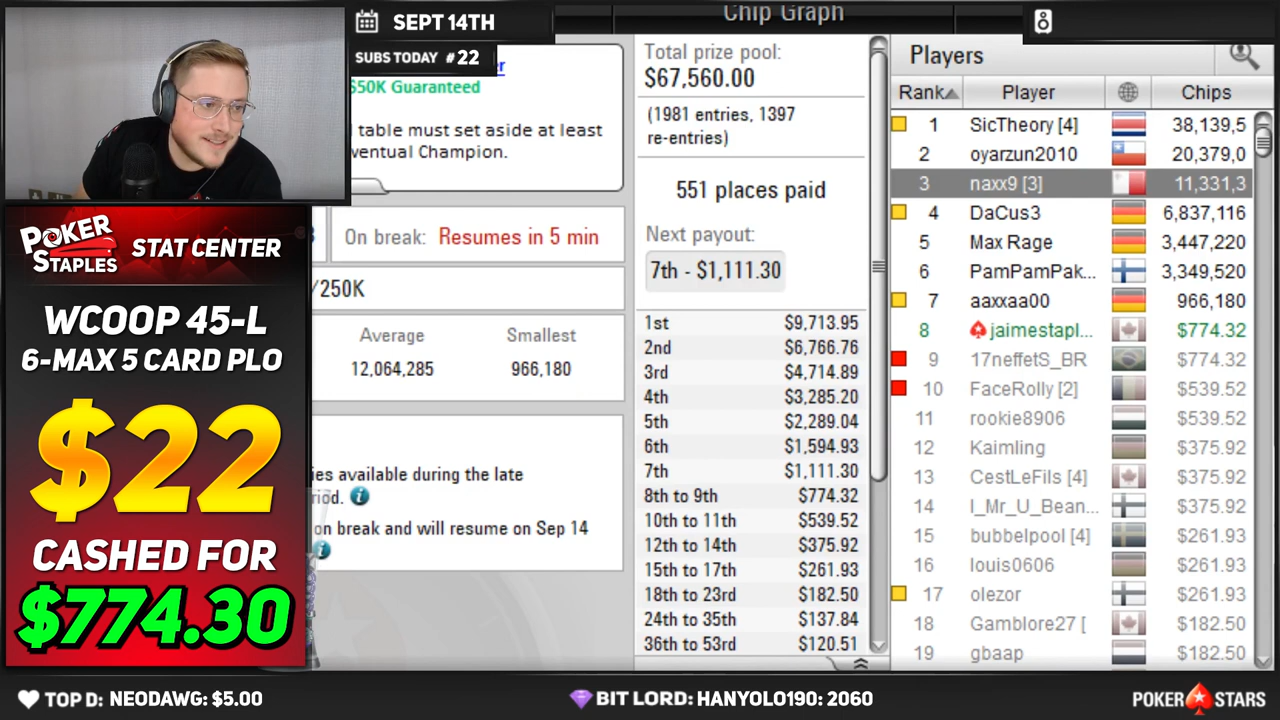 SEPT 14TH
SUBS TODAY #22
Chip Graph
$50K Guaranteed
table must set aside at least
ventual Champion.
On break: Resumes in 5 min
/250K
Average Smallest
12,064,285 966,180
ies available during the late
riod.
on break and will resume on Sep 14
Total prize pool:
$67,560.00
(1981 entries, 1397
re-entries)
551 places paid
Next payout:
7th - $1,111.30
1st $9,713.95
2nd $6,766.76
3rd $4,714.89
4th $3,285.20
5th $2,289.04
6th $1,594.93
7th $1,111.30
8th to 9th $774.32
10th to 11th $539.52
12th to 14th $375.92
15th to 17th $261.93
18th to 23rd $182.50
24th to 35th $137.84
36th to 53rd $120.51
Players
Rank Player Chips
1 SicTheory [4] 38,139,5
2 oyarzun2010 20,379,0
3 naxx9 [3] 11,331,3
4 DaCus3 6,837,116
5 Max Rage 3,447,220
6 PamPamPak... 3,349,520
7 aaxxaa00 966,180
8 jaimestapl... $774.32
9 17neffetS_BR $774.32
10 FaceRolly [2] $539.52
11 rookie8906 $539.52
12 Kaimling $375.92
13 CestLeFils [4] $375.92
14 I_Mr_U_Bean... $375.92
15 bubbelpool [4] $261.93
16 louis0606 $261.93
17 olezor $261.93
18 Gamblore27 [ $182.50
19 gbaap $182.50
POKER STAPLES STAT CENTER
WCOOP 45-L
6-MAX 5 CARD PLO
$22
CASHED FOR
$774.30
TOP D: NEODAWG: $5.00
BIT LORD: HANYOLO190: 2060
POKER STARS